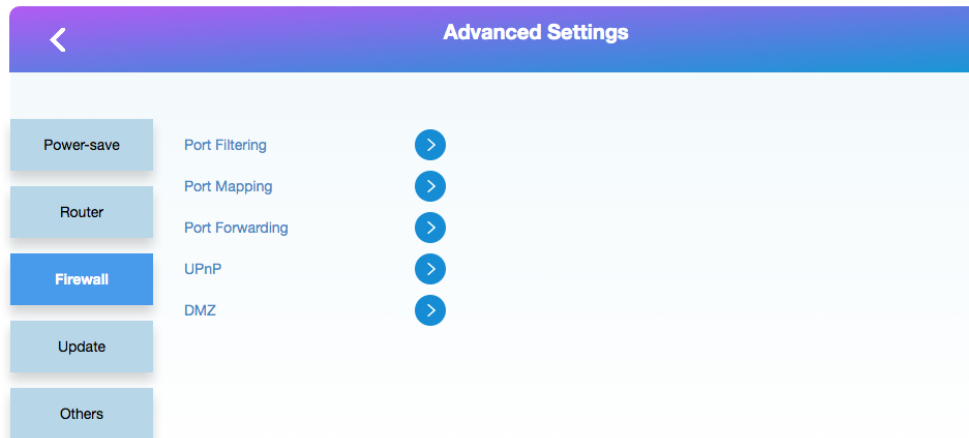 Advanced Settings
Power-save
Router
Firewall
Update
Others
Port Filtering
Port Mapping
Port Forwarding
UPnP
DMZ